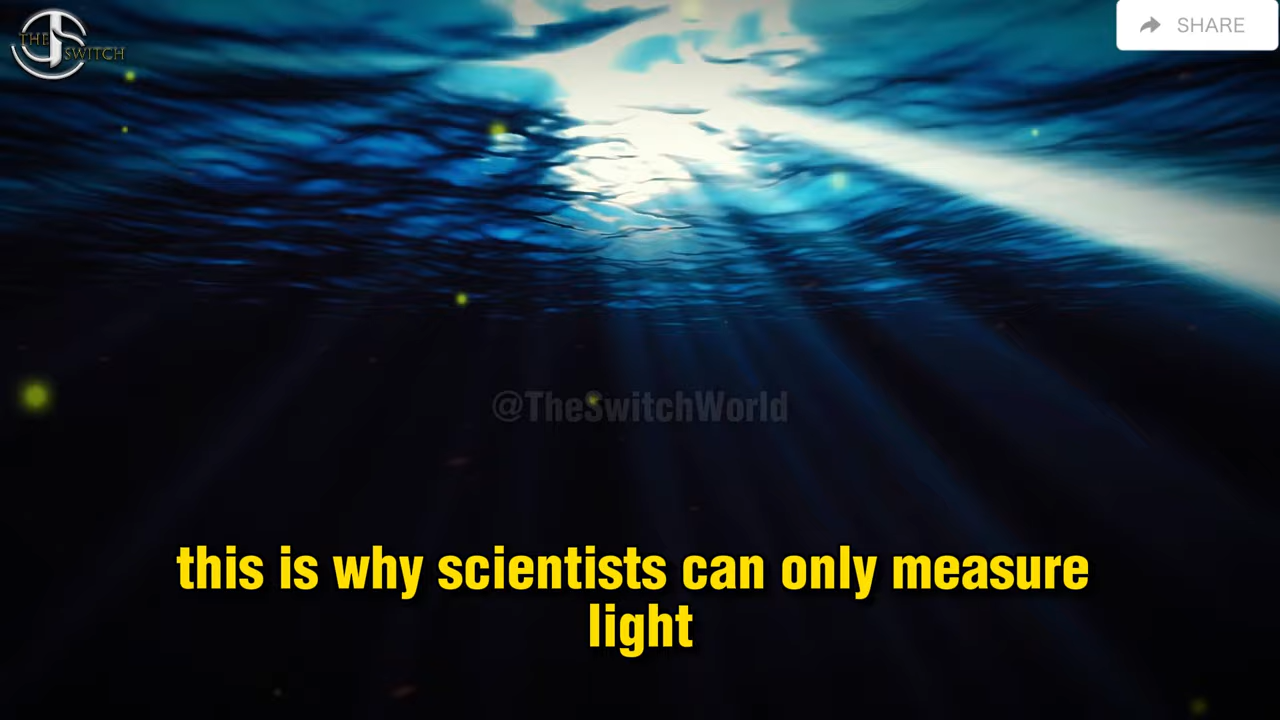 THE
SWITCH
SHARE
@TheSwitchWorld
this is why scientists can only measure
light